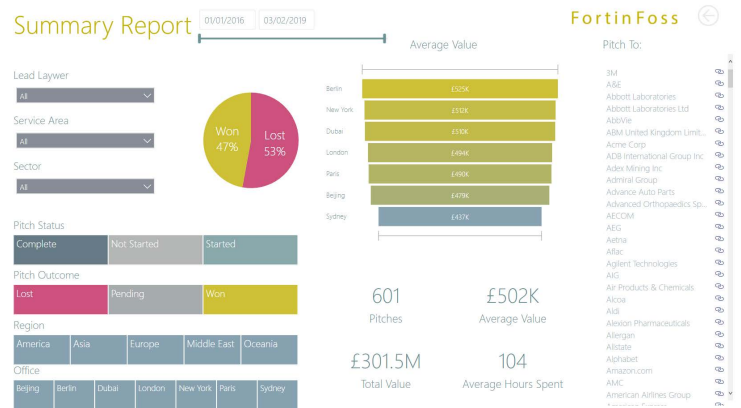 Summary Report
01/01/2016 03/02/2019
FortinFoss
Average Value
Pitch To:
Lead Laywer
All
Service Area
All
Sector
All
Won
47%
Lost
53%
Berlin £525K
New York £512K
Dubai £510K
London £494K
Paris £490K
Beijing £479K
Sydney £437K
Pitch Status
Complete Not Started Started
Pitch Outcome
Lost Pending Won
Region
America Asia Europe Middle East Oceania
Office
Beijing Berlin Dubai London New York Paris Sydney
601
Pitches
£502K
Average Value
£301.5M
Total Value
104
Average Hours Spent
3M
A&E
Abbott Laboratories
Abbott Laboratories Ltd
AbbVie
ABM United Kingdom Limit...
Acme Corp
ADB International Group Inc
Adex Mining Inc
Admiral Group
Advance Auto Parts
Advanced Orthopaedics Sp...
AECOM
AEG
Aetna
Aflac
Agilent Technologies
AIG
Air Products & Chemicals
Alcoa
Aldi
Alexion Pharmaceuticals
Allergan
Allstate
Alphabet
Amazon.com
AMC
American Airlines Group